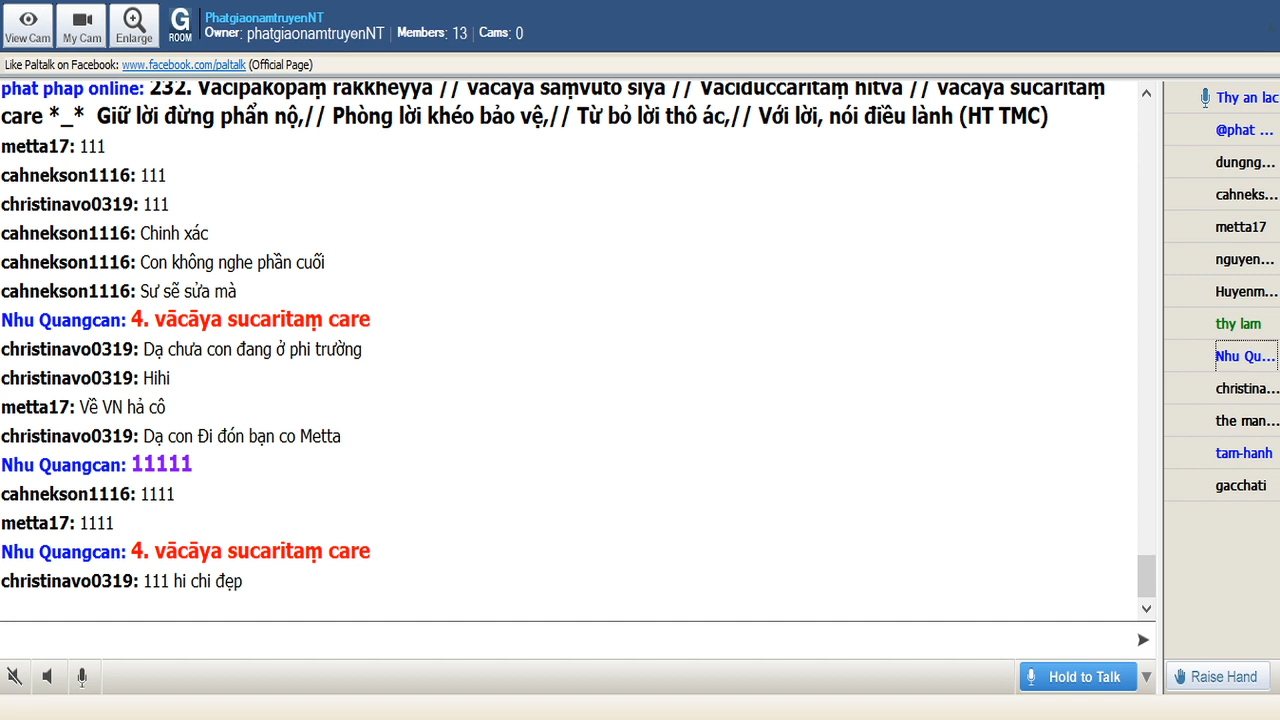 View Cam
My Cam
Enlarge
G
ROOM
PhatgiaonamtruyenNT
Owner: phatgiaonamtruyenNT | Members: 13 | Cams: 0
Like Paltalk on Facebook: www.facebook.com/paltalk (Official Page)
phat phap online: 232. Vacīpakopaṃ rakkheyya // vācāya saṃvuto siyā // Vacīduccaritaṃ hitvā // vācāya sucaritaṃ
care *_* Giữ lời đừng phẩn nộ,// Phòng lời khéo bảo vệ,// Từ bỏ lời thô ác,// Với lời, nói điều lành (HT TMC)
metta17: 111
cahnekson1116: 111
christinavo0319: 111
cahnekson1116: Chinh xác
cahnekson1116: Con không nghe phần cuối
cahnekson1116: Sư sẽ sửa mà
Nhu Quangcan: 4. vācāya sucaritaṃ care
christinavo0319: Dạ chưa con đang ở phi trường
christinavo0319: Hihi
metta17: Về VN hả cô
christinavo0319: Dạ con Đi đón bạn co Metta
Nhu Quangcan: 11111
cahnekson1116: 1111
metta17: 1111
Nhu Quangcan: 4. vācāya sucaritaṃ care
christinavo0319: 111 hi chi đẹp
Thy an lac
@phat ...
dungng...
cahneks...
metta17
nguyen...
Huyenm...
thy lam
Nhu Qu...
christina...
the man...
tam-hanh
gacchati
Hold to Talk
Raise Hand